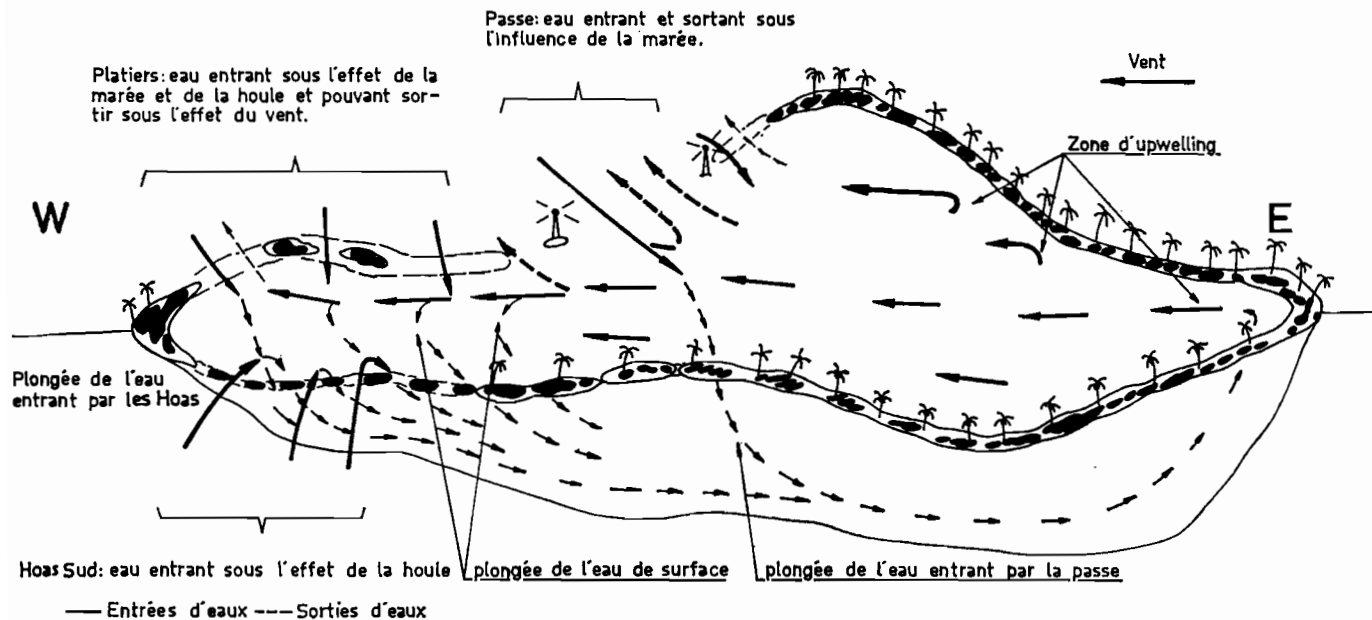 Passe: eau entrant et sortant sous
l'influence de la marée.
Platiers: eau entrant sous l'effet de la
marée et de la houle et pouvant sor-
tir sous l'effet du vent.
Vent
Zone d'upwelling
W
E
Plongée de l'eau
entrant par les Hoas
Hoas Sud: eau entrant sous l'effet de la houle
plongée de l'eau de surface
plongée de l'eau entrant par la passe
Entrées d'eaux
Sorties d'eaux